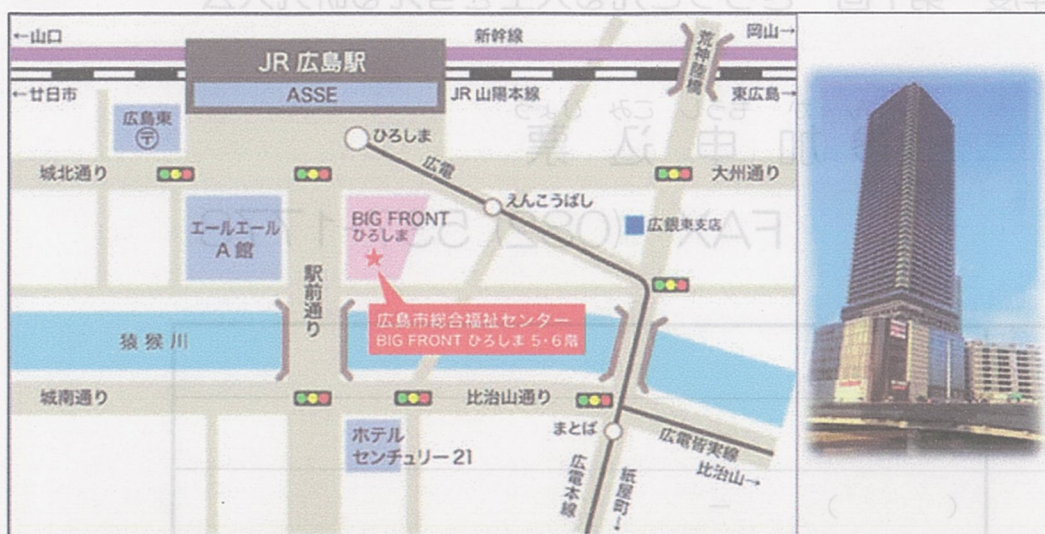 ←山口
新幹線
岡山→
荒神陸橋
JR 広島駅
ASSE
←廿日市
JR 山陽本線
東広島→
広島東
〒
ひろしま
広電
城北通り
大州通り
えんこうばし
エールエール
A 館
BIG FRONT
ひろしま
広銀東支店
駅前通り
広島市総合福祉センター
BIG FRONT ひろしま 5・6 階
猿猴川
城南通り
比治山通り
まとば
ホテル
センチュリー 21
広電皆実線
比治山→
広電本線
紙屋町→
FAX (082)